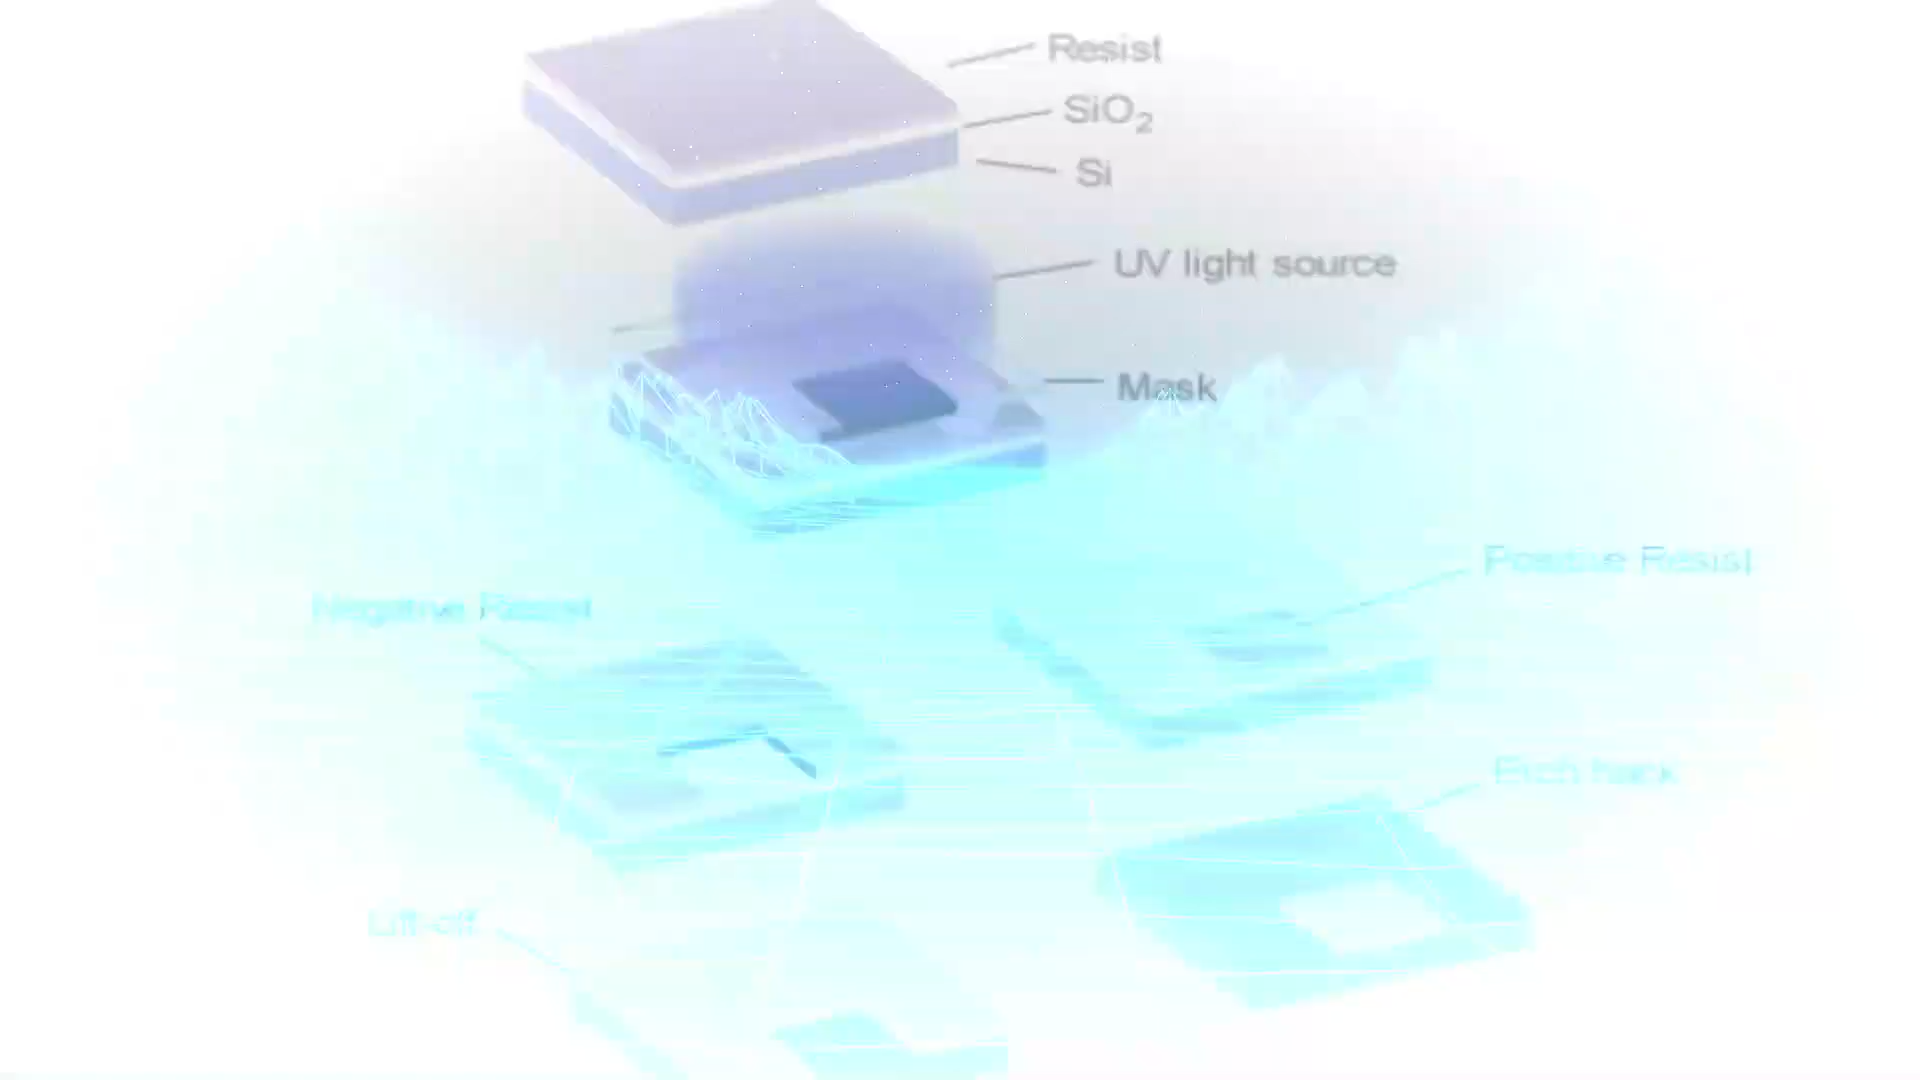 Resist
SiO₂
Si
UV light source
Mask
Positive Resist
Negative Resist
Etch back
Lift-off